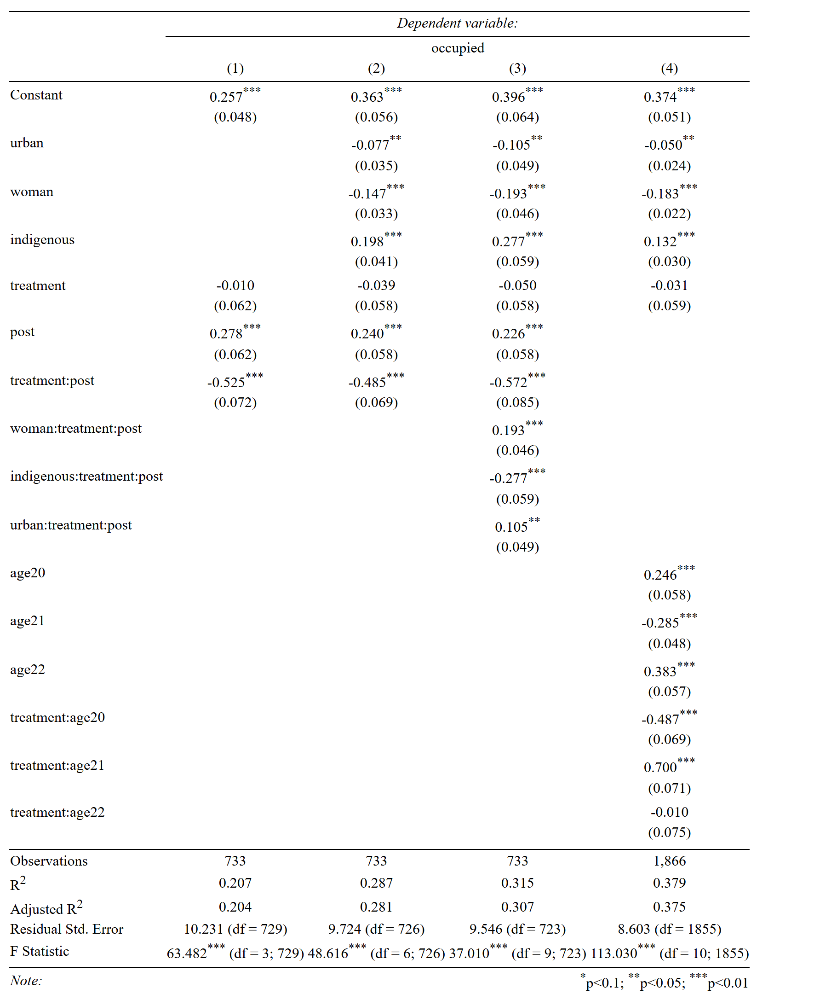 Dependent variable:
occupied
(1) (2) (3) (4)
Constant 0.257*** 0.363*** 0.396*** 0.374***
(0.048) (0.056) (0.064) (0.051)
urban -0.077** -0.105** -0.050**
(0.035) (0.049) (0.024)
woman -0.147*** -0.193*** -0.183***
(0.033) (0.046) (0.022)
indigenous 0.198*** 0.277*** 0.132***
(0.041) (0.059) (0.030)
treatment -0.010 -0.039 -0.050 -0.031
(0.062) (0.058) (0.058) (0.059)
post 0.278*** 0.240*** 0.226***
(0.062) (0.058) (0.058)
treatment:post -0.525*** -0.485*** -0.572***
(0.072) (0.069) (0.085)
woman:treatment:post 0.193***
(0.046)
indigenous:treatment:post -0.277***
(0.059)
urban:treatment:post 0.105**
(0.049)
age20 0.246***
(0.058)
age21 -0.285***
(0.048)
age22 0.383***
(0.057)
treatment:age20 -0.487***
(0.069)
treatment:age21 0.700***
(0.071)
treatment:age22 -0.010
(0.075)
Observations 733 733 733 1,866
R2 0.207 0.287 0.315 0.379
Adjusted R2 0.204 0.281 0.307 0.375
Residual Std. Error 10.231 (df = 729) 9.724 (df = 726) 9.546 (df = 723) 8.603 (df = 1855)
F Statistic 63.482*** (df = 3; 729) 48.616*** (df = 6; 726) 37.010*** (df = 9; 723) 113.030*** (df = 10; 1855)
Note: *p<0.1; **p<0.05; ***p<0.01